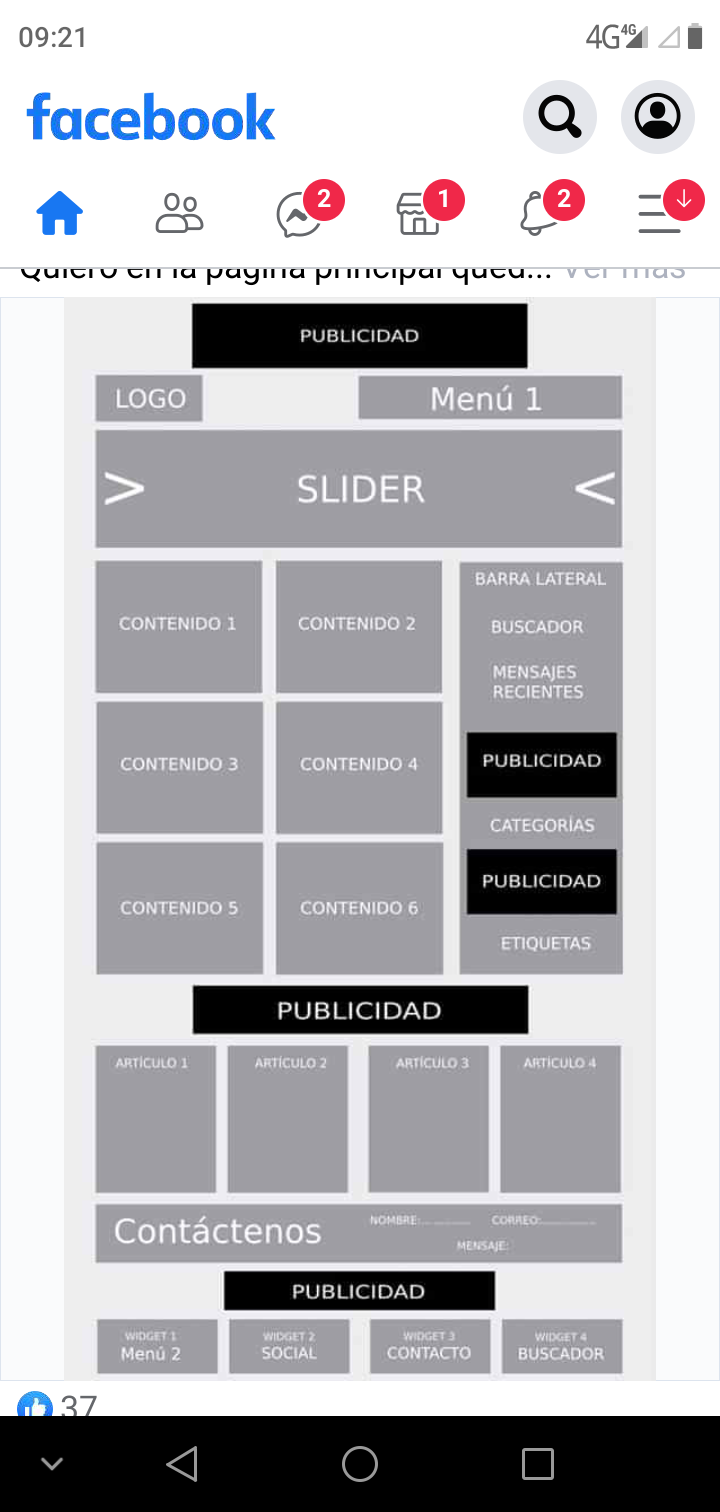 09:21
4G 4G
facebook
2
1
2
Quiero en la página principal qued... Ver más
PUBLICIDAD
LOGO
Menú 1
> SLIDER <
CONTENIDO 1
CONTENIDO 2
BARRA LATERAL
BUSCADOR
MENSAJES
RECIENTES
CONTENIDO 3
CONTENIDO 4
PUBLICIDAD
CATEGORÍAS
CONTENIDO 5
CONTENIDO 6
PUBLICIDAD
ETIQUETAS
PUBLICIDAD
ARTÍCULO 1
ARTÍCULO 2
ARTÍCULO 3
ARTÍCULO 4
Contáctenos
NOMBRE:
CORREO:
MENSAJE:
PUBLICIDAD
WIDGET 1
Menú 2
WIDGET 2
SOCIAL
WIDGET 3
CONTACTO
WIDGET 4
BUSCADOR
37